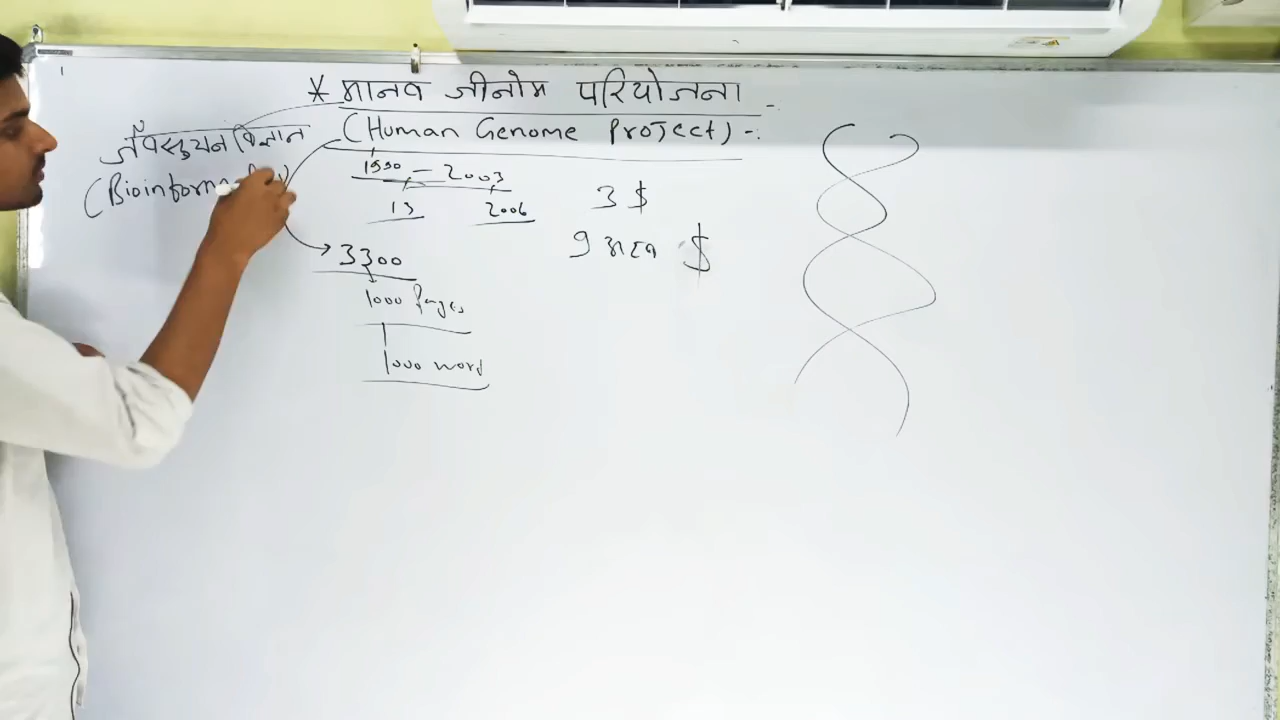 * मानव जीनोम परियोजना -
(Human Genome Project) -:
जैवसूचना विज्ञान
(Bioinform
1990 - 2003
13 2006
3 $
9 अरब $
3300
1000 Pages
1000 word